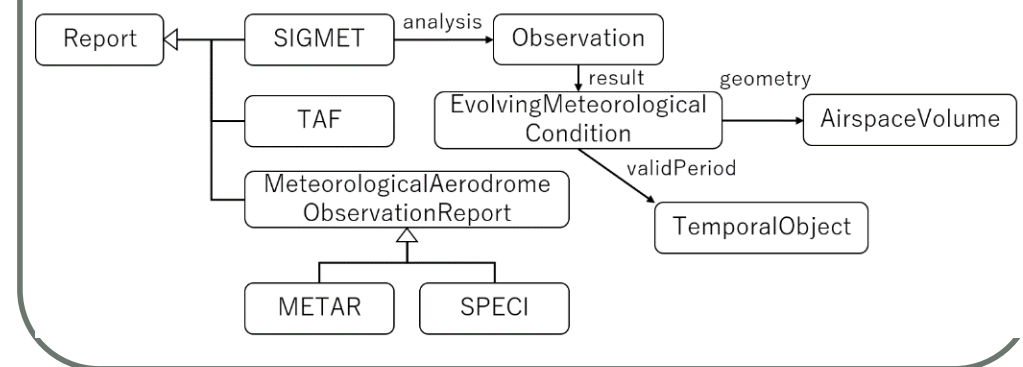 Report
SIGMET
analysis
Observation
result
geometry
TAF
EvolvingMeteorological
Condition
AirspaceVolume
validPeriod
MeteorologicalAerodrome
ObservationReport
TemporalObject
METAR
SPECI